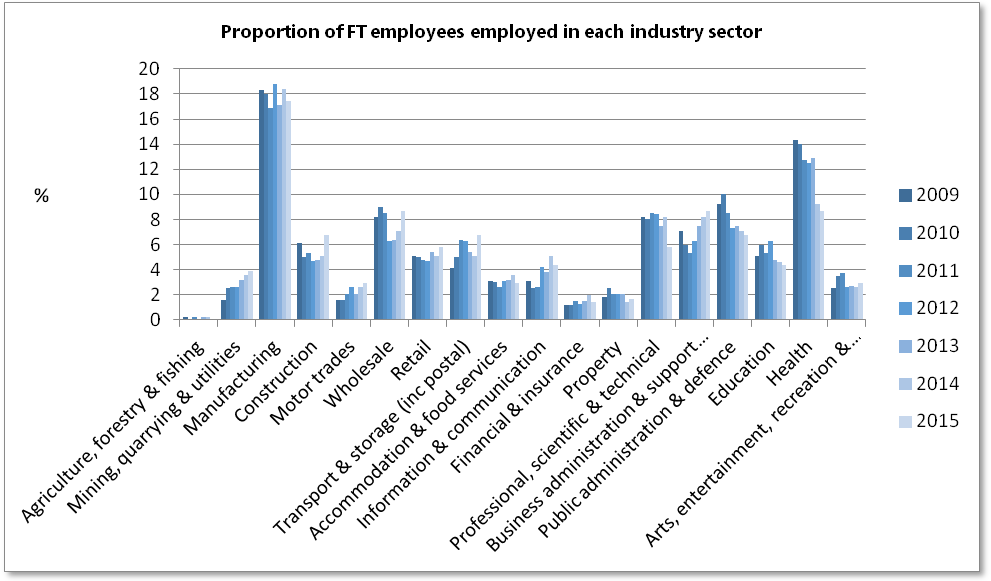 Proportion of FT employees employed in each industry sector
20
18
16
14
12
10
8
6
4
2
0
%
Agriculture, forestry & fishing
Mining, quarrying & utilities
Manufacturing
Construction
Motor trades
Wholesale
Retail
Transport & storage (inc postal)
Accommodation & food services
Information & communication
Financial & insurance
Property
Professional, scientific & technical
Business administration & support...
Public administration & defence
Education
Health
Arts, entertainment, recreation &...
2009
2010
2011
2012
2013
2014
2015